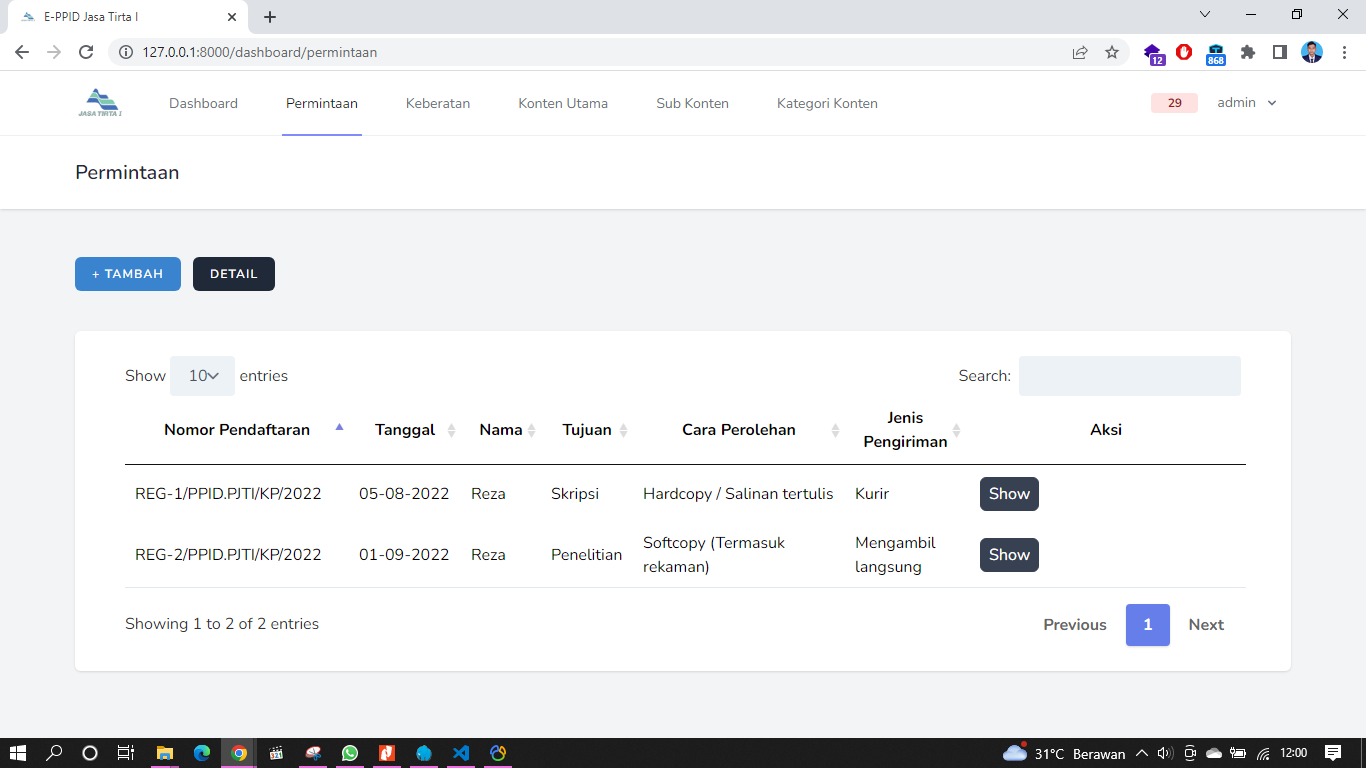 E-PPID Jasa Tirta I
127.0.0.1:8000/dashboard/permintaan
12
868
JASA TIRTA I
Dashboard
Permintaan
Keberatan
Konten Utama
Sub Konten
Kategori Konten
29
admin
Permintaan
+ TAMBAH
DETAIL
Show 10 entries
Search:
Nomor Pendaftaran Tanggal Nama Tujuan Cara Perolehan Jenis Pengiriman Aksi
REG-1/PPID.PJTI/KP/2022 05-08-2022 Reza Skripsi Hardcopy / Salinan tertulis Kurir Show
REG-2/PPID.PJTI/KP/2022 01-09-2022 Reza Penelitian Softcopy (Termasuk rekaman) Mengambil langsung Show
Showing 1 to 2 of 2 entries
Previous 1 Next
31°C Berawan
12:00